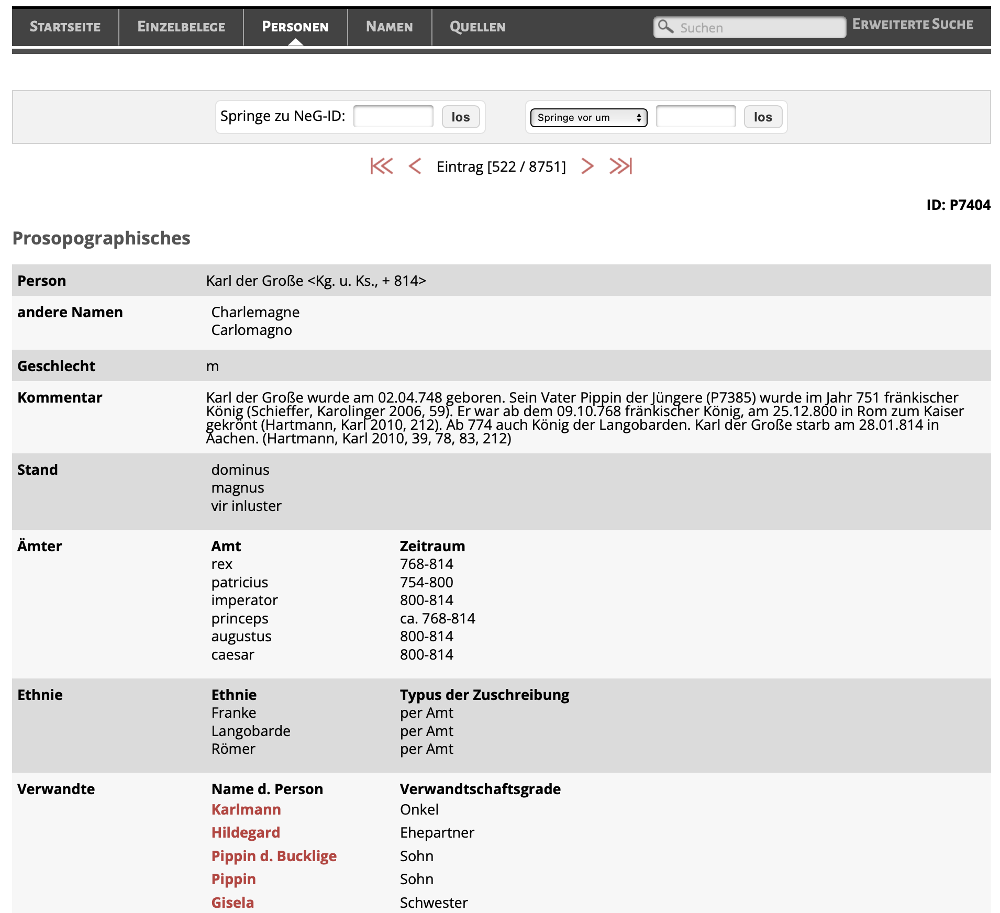 Startseite Einzelbelege Personen Namen Quellen Suchen Erweiterte Suche
Springe zu NeG-ID: los Springe vor um los
Eintrag [522 / 8751]
ID: P7404
Prosopographisches
Person Karl der Große <Kg. u. Ks., + 814>
andere Namen Charlemagne
Carlomagno
Geschlecht m
Kommentar Karl der Große wurde am 02.04.748 geboren. Sein Vater Pippin der Jüngere (P7385) wurde im Jahr 751 fränkischer
König (Schieffer, Karolinger 2006, 59). Er war ab dem 09.10.768 fränkischer König, am 25.12.800 in Rom zum Kaiser
gekrönt (Hartmann, Karl 2010, 212). Ab 774 auch König der Langobarden. Karl der Große starb am 28.01.814 in
Aachen. (Hartmann, Karl 2010, 39, 78, 83, 212)
Stand dominus
magnus
vir inluster
Ämter Amt Zeitraum
rex 768-814
patricius 754-800
imperator 800-814
princeps ca. 768-814
augustus 800-814
caesar 800-814
Ethnie Ethnie Typus der Zuschreibung
Franke per Amt
Langobarde per Amt
Römer per Amt
Verwandte Name d. Person Verwandtschaftsgrade
Karlmann Onkel
Hildegard Ehepartner
Pippin d. Bucklige Sohn
Pippin Sohn
Gisela Schwester